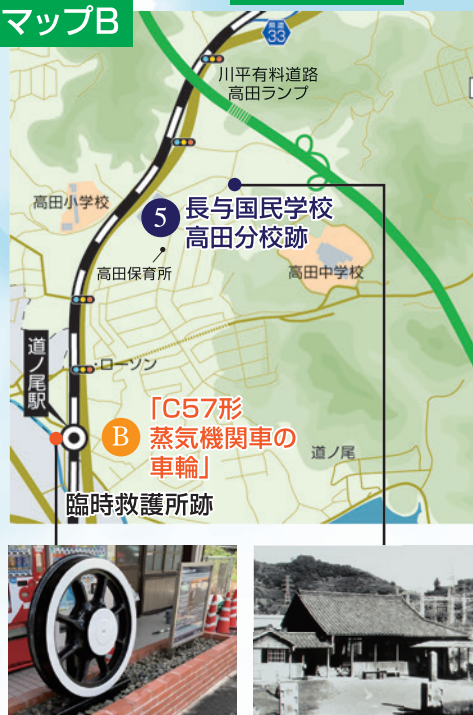 マップB
県道
33
川平有料道路
高田ランプ
高田小学校
5
長与国民学校
高田分校跡
高田保育所
高田中学校
道ノ尾駅
ローソン
B
「C57形
蒸気機関車の
車輪」
道ノ尾
臨時救護所跡